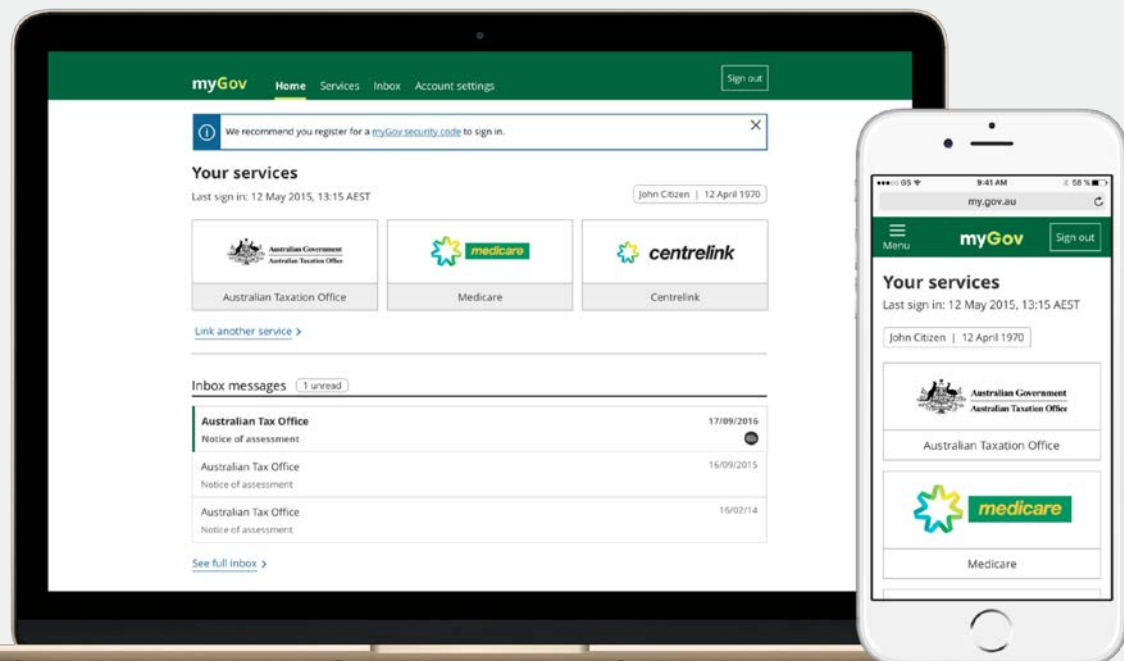 myGov Home Services Inbox Account settings Sign out
We recommend you register for a myGov security code to sign in.
Your services
Last sign in: 12 May 2015, 13:15 AEST
John Citizen | 12 April 1970
Australian Government
Australian Taxation Office
medicare
centrelink
Australian Taxation Office
Medicare
Centrelink
Link another service >
Inbox messages 1 unread
Australian Tax Office 17/09/2016
Notice of assessment
Australian Tax Office 16/09/2015
Notice of assessment
Australian Tax Office 16/02/14
Notice of assessment
See full inbox >
GS 9:41 AM 58 %
my.gov.au
Menu
myGov
Sign out
Your services
Last sign in: 12 May 2015, 13:15 AEST
John Citizen | 12 April 1970
Australian Government
Australian Taxation Office
Australian Taxation Office
medicare
Medicare